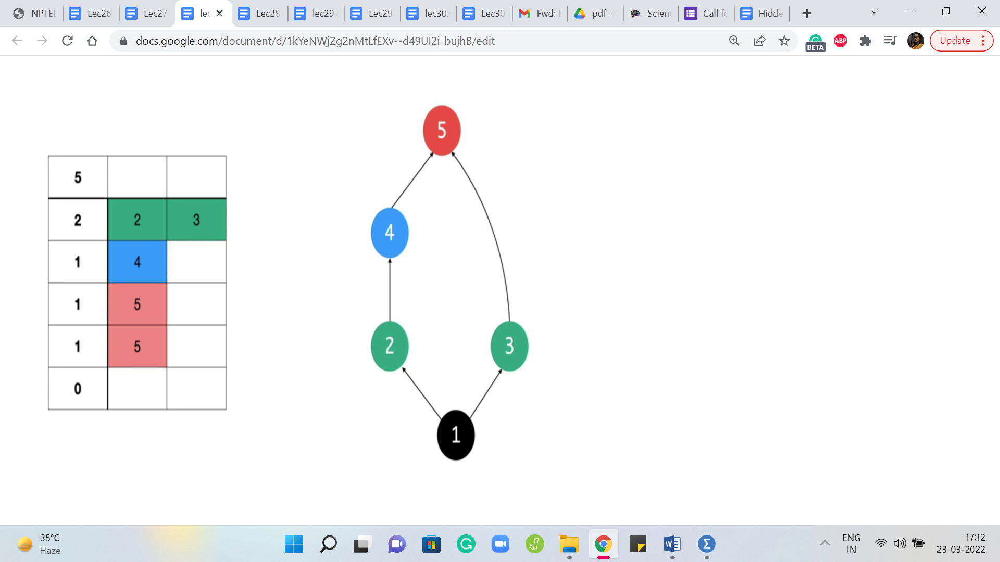 NPTEL Lec26 Lec27 lec Lec28 lec29. Lec29 lec30. Lec30 Fwd: pdf - Scien Call fo Hidde
docs.google.com/document/d/1kYeNWjZg2nMtLfEXv--d49UI2i_bujhB/edit
BETA
ABP
Update
5
2 2 3
1 4
1 5
1 5
0
5
4
2 3
1
35°C
Haze
ENG
IN
17:12
23-03-2022